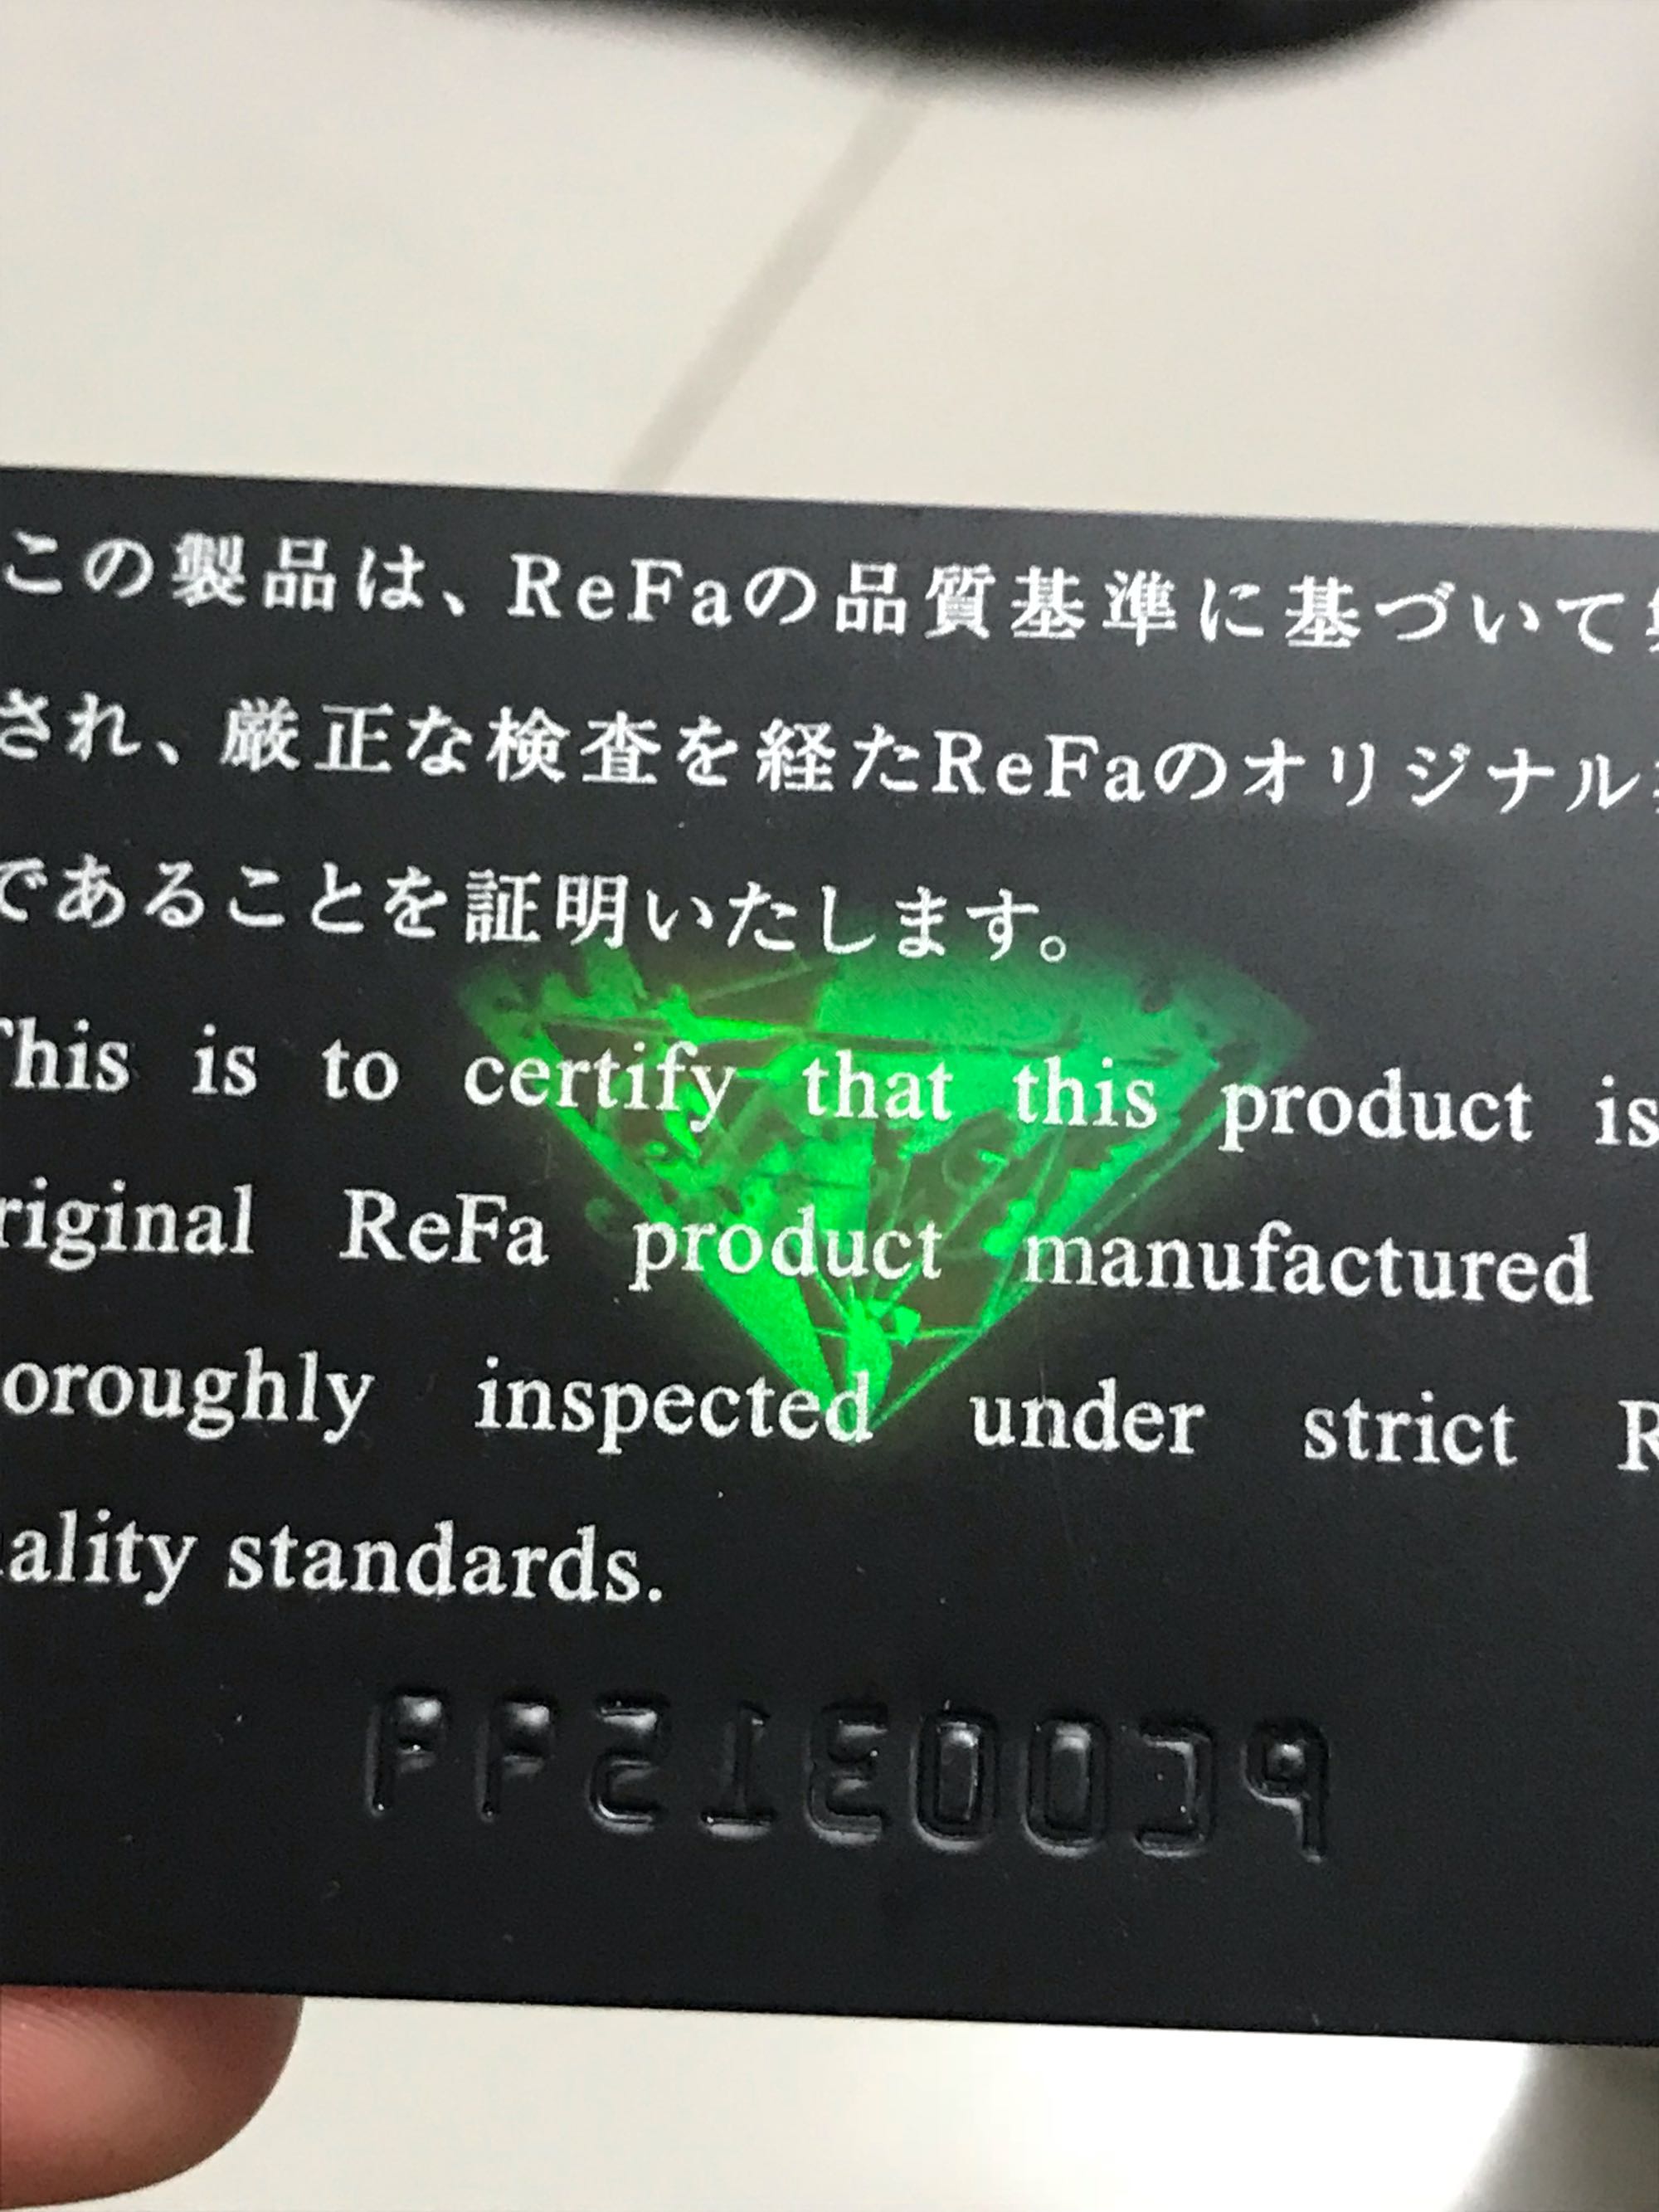 この製品は、ReFaの品質基準に基づいて
され、厳正な検査を経たReFaのオリジナル
であることを証明いたします。
This is to certify that this product is
riginal ReFa product manufactured
oroughly inspected under strict R
ality standards.